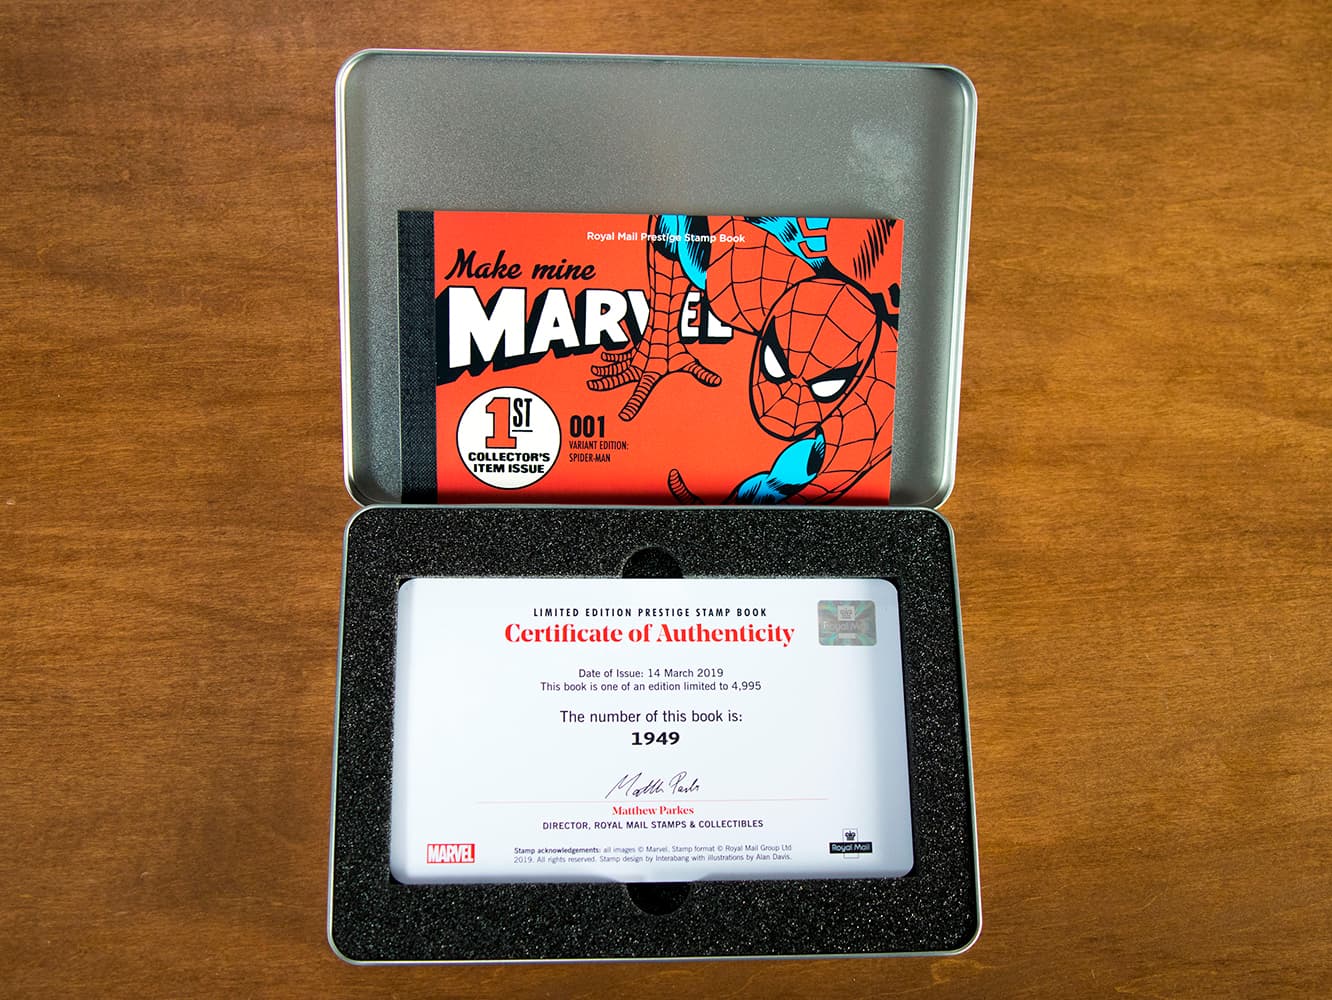 Royal Mail Prestige Stamp Book
Make mine
MARVEL
1ST
COLLECTOR'S
ITEM ISSUE
001
VARIANT EDITION:
SPIDER-MAN
LIMITED EDITION PRESTIGE STAMP BOOK
Certificate of Authenticity
Royal Mail
Date of Issue: 14 March 2019
This book is one of an edition limited to 4,995
The number of this book is:
1949
Matthew Parkes
DIRECTOR, ROYAL MAIL STAMPS & COLLECTIBLES
MARVEL
Stamp acknowledgements: all images © Marvel. Stamp format © Royal Mail Group Ltd
2019. All rights reserved. Stamp design by Interabang with illustrations by Alan Davis.
Royal Mail